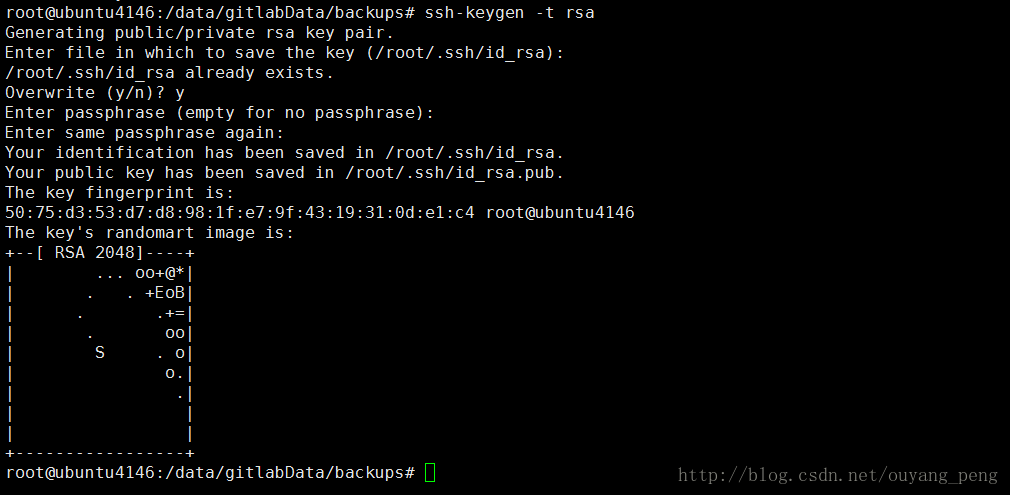 root@ubuntu4146:/data/gitlabData/backups# ssh-keygen -t rsa
Generating public/private rsa key pair.
Enter file in which to save the key (/root/.ssh/id_rsa):
/root/.ssh/id_rsa already exists.
Overwrite (y/n)? y
Enter passphrase (empty for no passphrase):
Enter same passphrase again:
Your identification has been saved in /root/.ssh/id_rsa.
Your public key has been saved in /root/.ssh/id_rsa.pub.
The key fingerprint is:
50:75:d3:53:d7:d8:98:1f:e7:9f:43:19:31:0d:e1:c4 root@ubuntu4146
The key's randomart image is:
+--[ RSA 2048]----+
|        ... oo+@*|
|       .   . +EoB|
|      .       .+=|
|       .       oo|
|        S     . o|
|               o.|
|                .|
|                 |
|                 |
+-----------------+
root@ubuntu4146:/data/gitlabData/backups#
http://blog.csdn.net/ouyang_peng